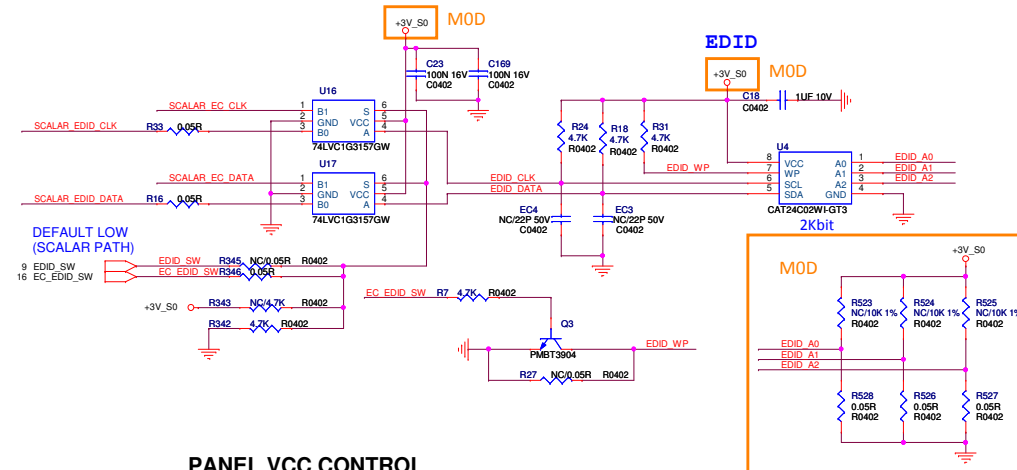 +3V_S0
M0D
C23
100N 16V
C0402
C169
100N 16V
C0402
EDID
+3V_S0
M0D
C18
C0402
1UF 10V
U16
SCALAR_EC_CLK
SCALAR_EDID_CLK
R33
0.05R
1
2
3
B1
GND
B0
S
VCC
A
6
5
4
74LVC1G3157GW
U17
SCALAR_EC_DATA
SCALAR_EDID_DATA
R16
0.05R
1
2
3
B1
GND
B0
S
VCC
A
6
5
4
74LVC1G3157GW
R24
4.7K
R0402
R18
4.7K
R0402
R31
4.7K
R0402
EDID_WP
EDID_CLK
EDID_DATA
U4
8
7
6
5
VCC
WP
SCL
SDA
A0
A1
A2
GND
1
2
3
4
EDID_A0
EDID_A1
EDID_A2
CAT24C02WI-GT3
2Kbit
EC4
NC/22P 50V
C0402
EC3
NC/22P 50V
C0402
DEFAULT LOW
(SCALAR PATH)
9 EDID_SW
16 EC_EDID_SW
EDID_SW
R345
NC/0.05R
R0402
EC_EDID_SW
R346
0.05R
+3V_S0
R343
NC/4.7K
R0402
R342
4.7K
R0402
EC_EDID_SW
R7
4.7K
R0402
Q3
PMBT3904
EDID_WP
R27
NC/0.05R
R0402
M0D
+3V_S0
R523
NC/10K 1%
R0402
R524
NC/10K 1%
R0402
R525
NC/10K 1%
R0402
EDID_A0
EDID_A1
EDID_A2
R528
0.05R
R0402
R526
0.05R
R0402
R527
0.05R
R0402
PANEL VCC CONTROL